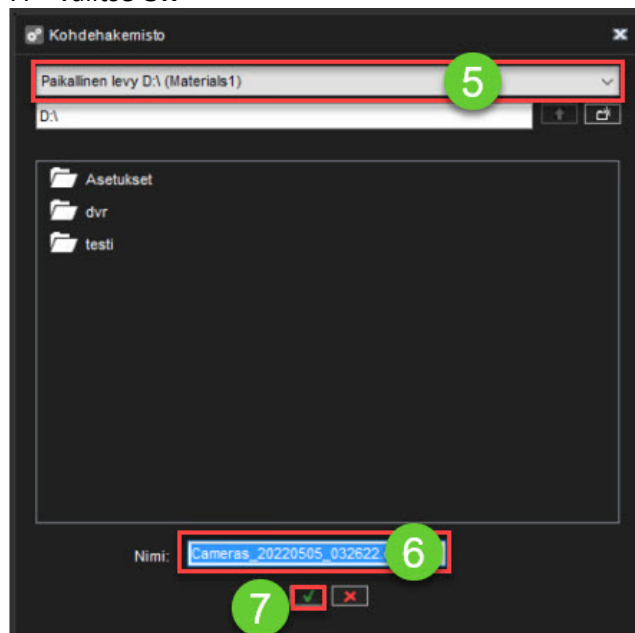 Kohdehakemisto
Paikallinen levy D:\ (Materials1)
5
D:\
Asetukset
dvr
testi
Nimi:
Cameras_20220505_032622
6
7